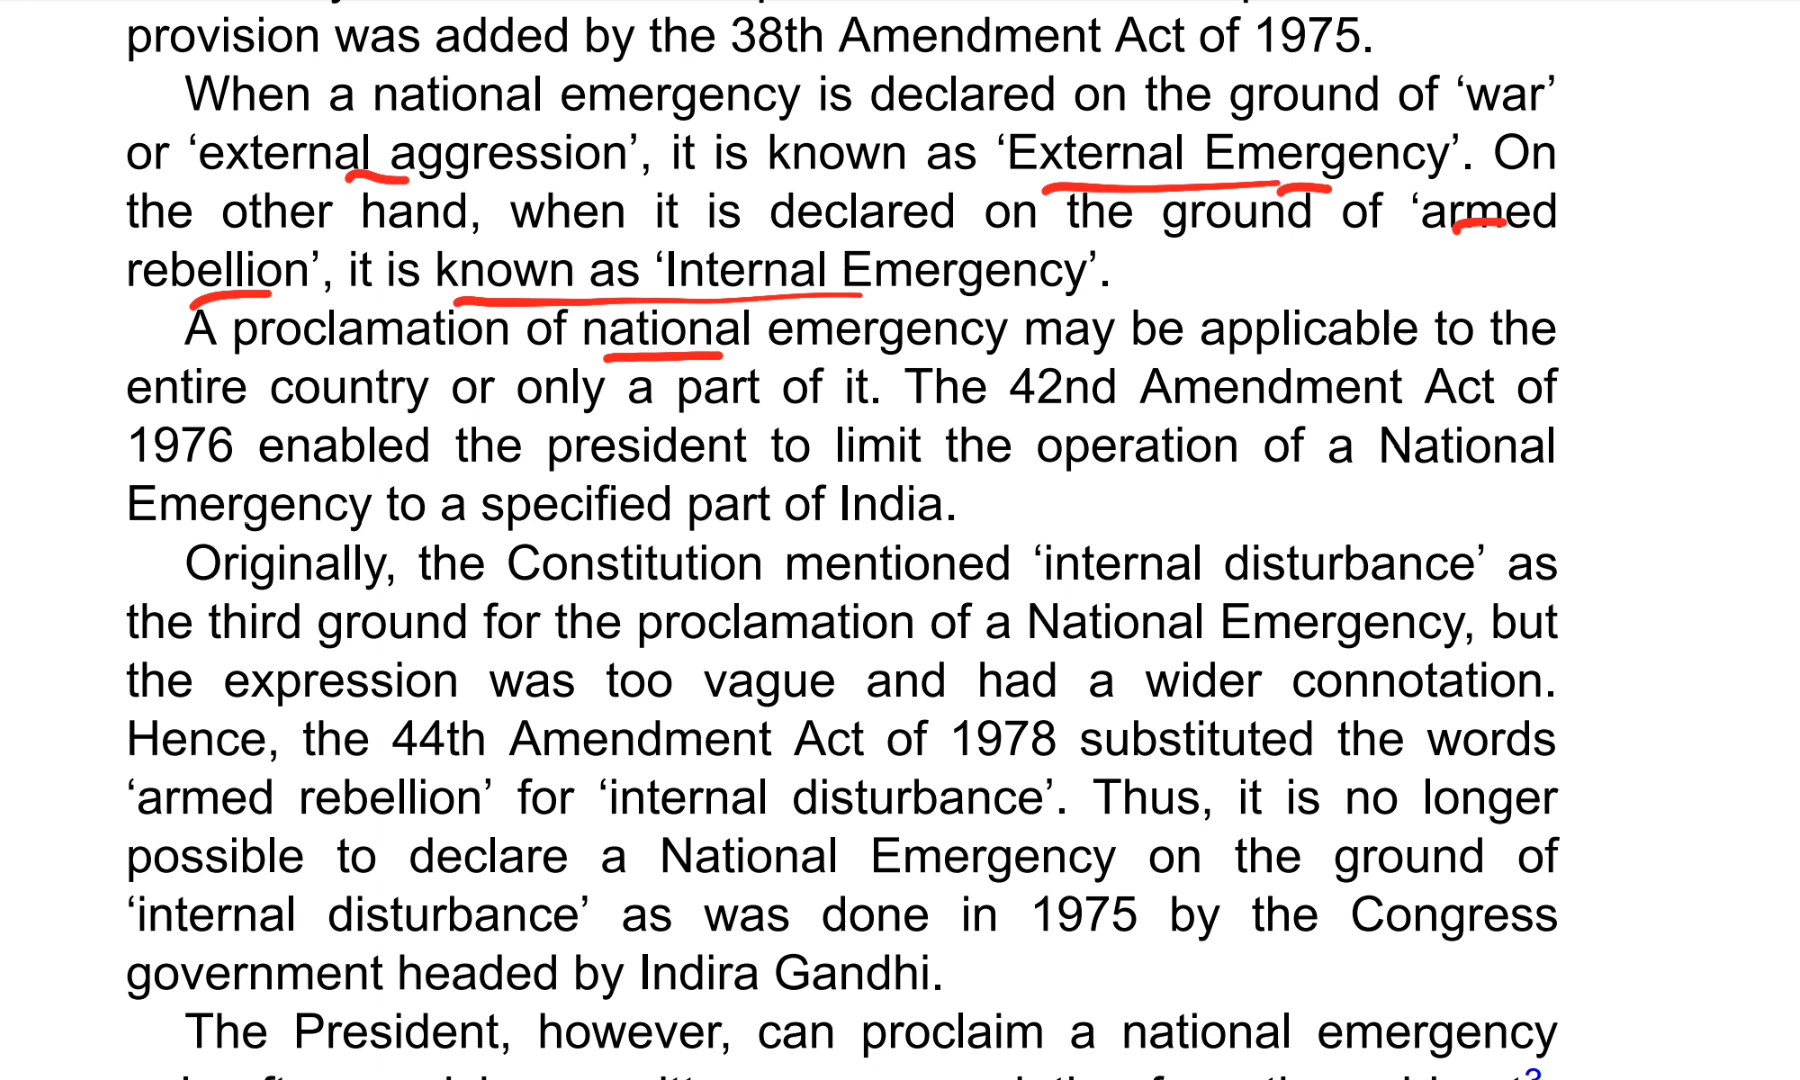 provision was added by the 38th Amendment Act of 1975.
When a national emergency is declared on the ground of ‘war’
or ‘external aggression’, it is known as ‘External Emergency’. On
the other hand, when it is declared on the ground of ‘armed
rebellion’, it is known as ‘Internal Emergency’.
A proclamation of national emergency may be applicable to the
entire country or only a part of it. The 42nd Amendment Act of
1976 enabled the president to limit the operation of a National
Emergency to a specified part of India.
Originally, the Constitution mentioned ‘internal disturbance’ as
the third ground for the proclamation of a National Emergency, but
the expression was too vague and had a wider connotation.
Hence, the 44th Amendment Act of 1978 substituted the words
‘armed rebellion’ for ‘internal disturbance’. Thus, it is no longer
possible to declare a National Emergency on the ground of
‘internal disturbance’ as was done in 1975 by the Congress
government headed by Indira Gandhi.
The President, however, can proclaim a national emergency